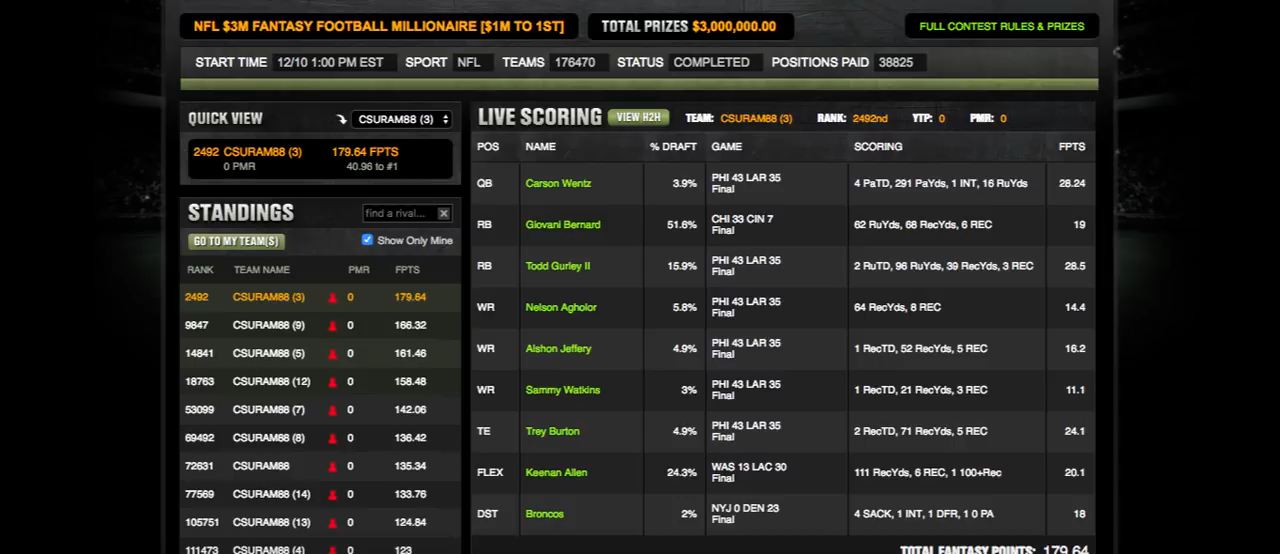 NFL $3M FANTASY FOOTBALL MILLIONAIRE [$1M TO 1ST] TOTAL PRIZES $3,000,000.00 FULL CONTEST RULES & PRIZES
START TIME 12/10 1:00 PM EST SPORT NFL TEAMS 176470 STATUS COMPLETED POSITIONS PAID 38825
QUICK VIEW CSURAM88 (3)
2492 CSURAM88 (3) 179.64 FPTS
0 PMR 40.96 to #1
STANDINGS find a rival...
GO TO MY TEAM(S) Show Only Mine
RANK TEAM NAME PMR FPTS
2492 CSURAM88 (3) 0 179.64
9847 CSURAM88 (9) 0 166.32
14841 CSURAM88 (5) 0 161.46
18763 CSURAM88 (12) 0 158.48
53099 CSURAM88 (7) 0 142.06
69492 CSURAM88 (8) 0 136.42
72631 CSURAM88 0 135.34
77569 CSURAM88 (14) 0 133.76
105751 CSURAM88 (13) 0 124.84
111473 CSURAM88 (4) 0 123
LIVE SCORING VIEW H2H TEAM: CSURAM88 (3) RANK: 2492nd YTP: 0 PMR: 0
POS NAME % DRAFT GAME SCORING FPTS
QB Carson Wentz 3.9% PHI 43 LAR 35 Final 4 PaTD, 291 PaYds, 1 INT, 16 RuYds 28.24
RB Giovani Bernard 51.6% CHI 33 CIN 7 Final 62 RuYds, 68 RecYds, 6 REC 19
RB Todd Gurley II 15.9% PHI 43 LAR 35 Final 2 RuTD, 96 RuYds, 39 RecYds, 3 REC 28.5
WR Nelson Agholor 5.8% PHI 43 LAR 35 Final 64 RecYds, 8 REC 14.4
WR Alshon Jeffery 4.9% PHI 43 LAR 35 Final 1 RecTD, 52 RecYds, 5 REC 16.2
WR Sammy Watkins 3% PHI 43 LAR 35 Final 1 RecTD, 21 RecYds, 3 REC 11.1
TE Trey Burton 4.9% PHI 43 LAR 35 Final 2 RecTD, 71 RecYds, 5 REC 24.1
FLEX Keenan Allen 24.3% WAS 13 LAC 30 Final 111 RecYds, 6 REC, 1 100+Rec 20.1
DST Broncos 2% NYJ 0 DEN 23 Final 4 SACK, 1 INT, 1 DFR, 1 0 PA 18
TOTAL FANTASY POINTS: 179.64